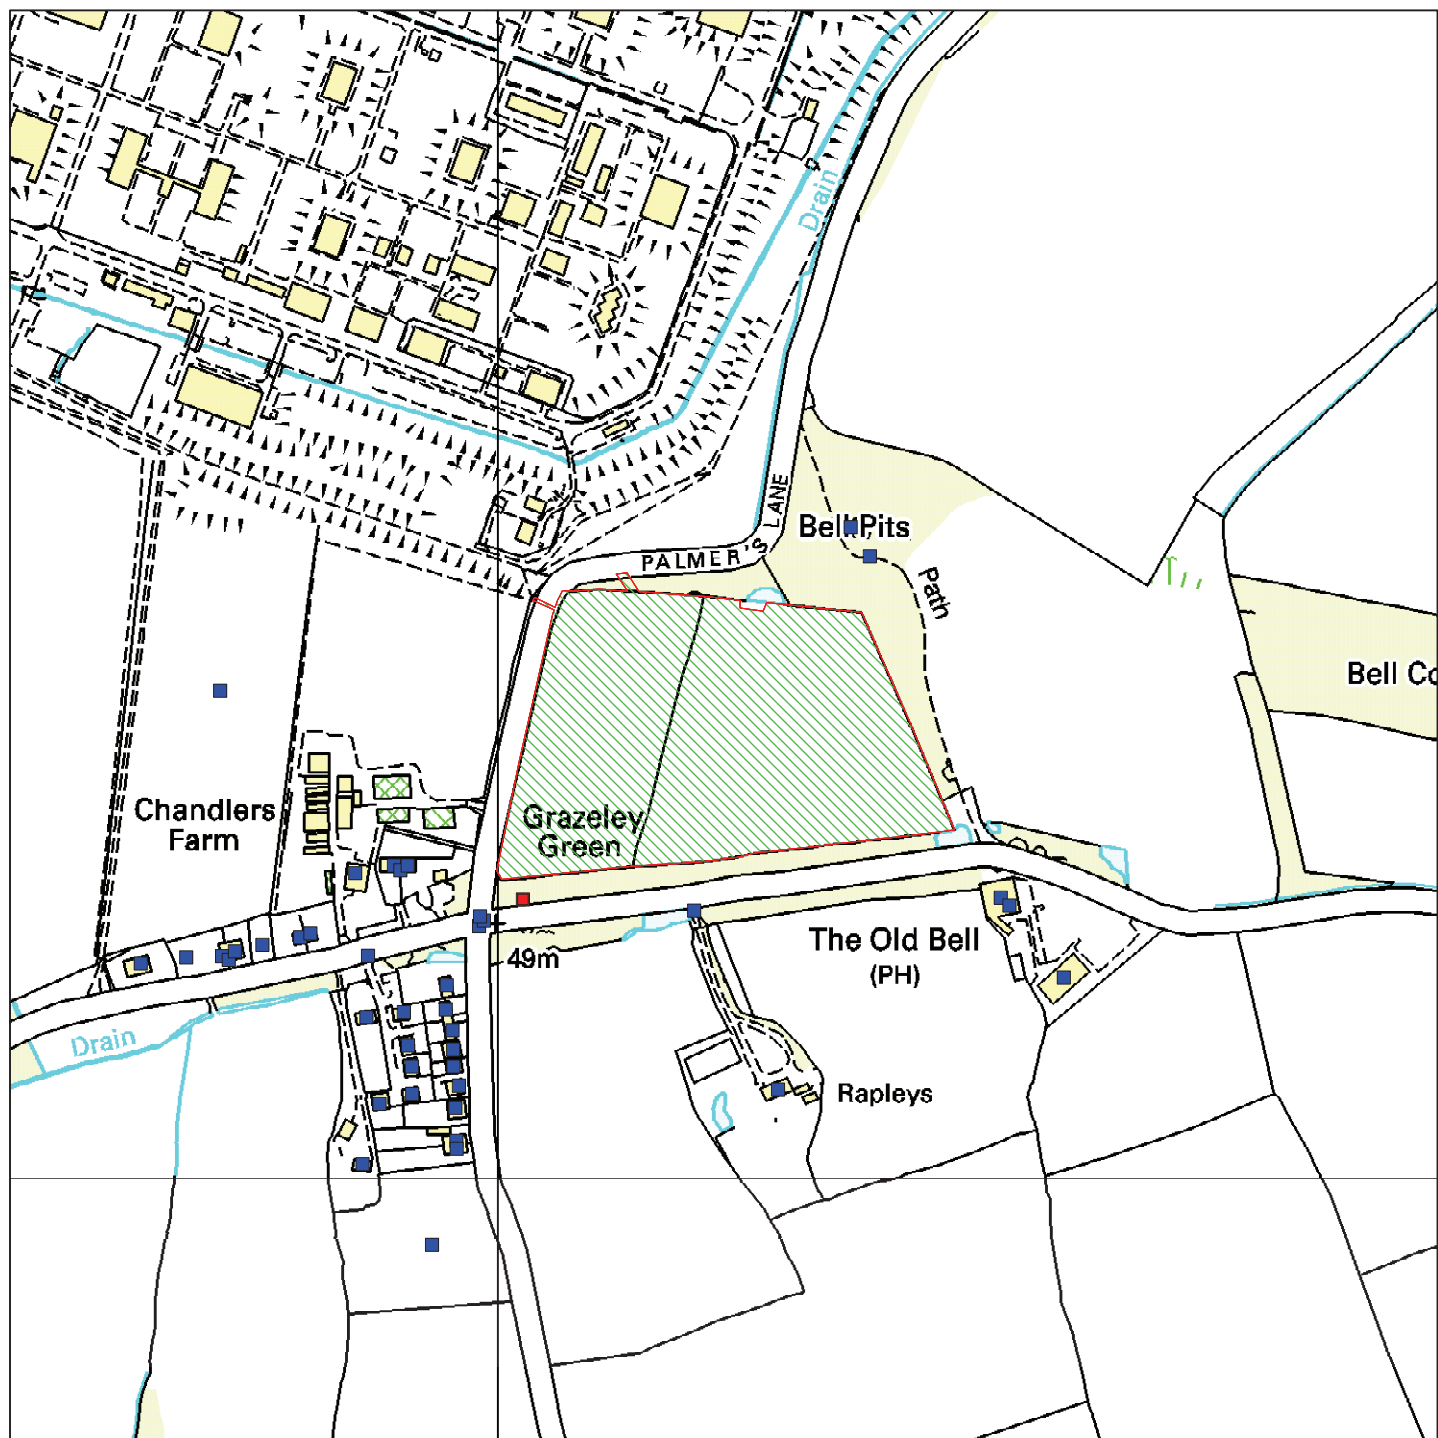 Drain
PALMER'S LANE
Bell Pits
Path
Bell Co
Chandlers
Farm
Grazeley
Green
The Old Bell
(PH)
49m
Drain
Rapleys